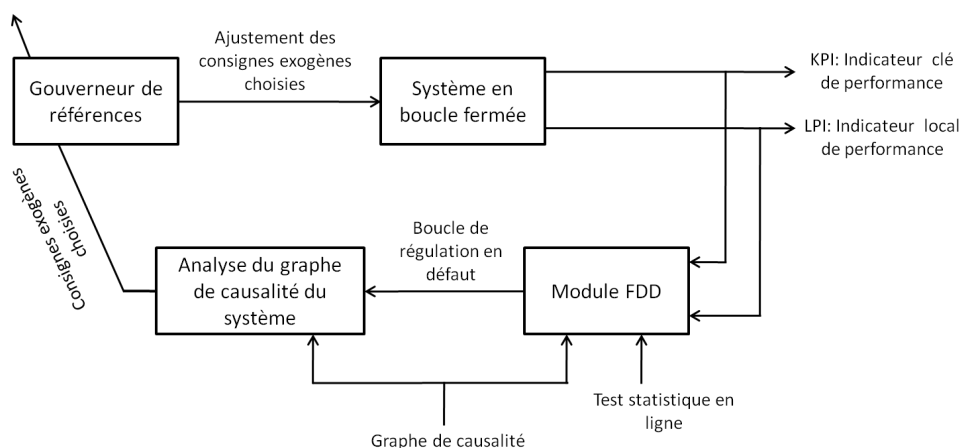 Ajustement des
consignes exogènes
choisies
Gouverneur de
références
Système en
boucle fermée
KPI: Indicateur clé
de performance
LPI: Indicateur local
de performance
Consignes exogènes
choisies
Boucle de
régulation en
défaut
Analyse du graphe
de causalité du
système
Module FDD
Test statistique en
ligne
Graphe de causalité